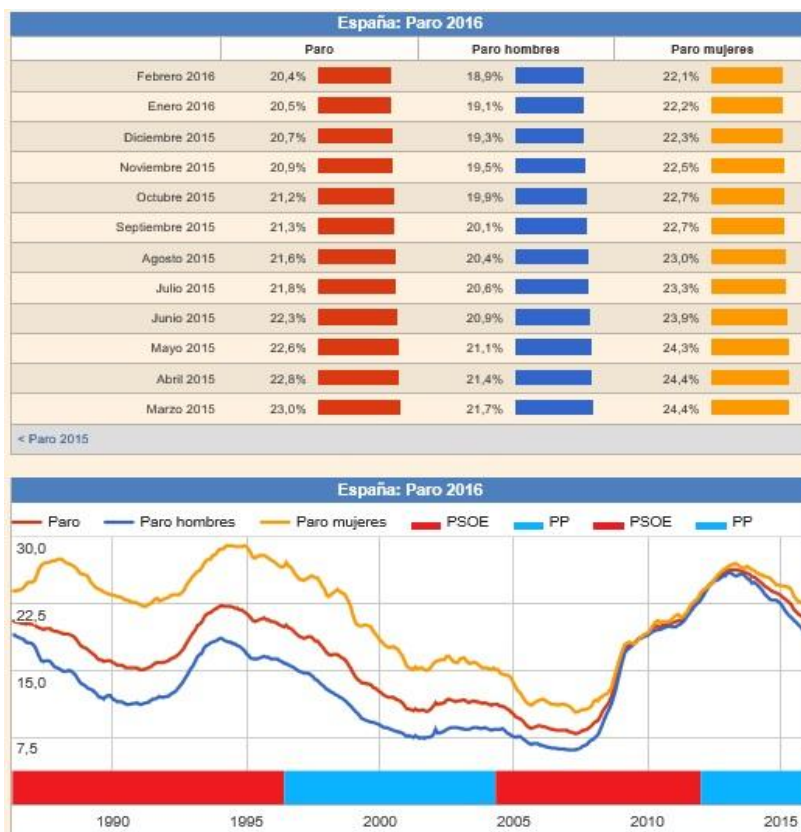 España: Paro 2016
Paro Paro hombres Paro mujeres
Febrero 2016 20,4% 18,9% 22,1%
Enero 2016 20,5% 19,1% 22,2%
Diciembre 2015 20,7% 19,3% 22,3%
Noviembre 2015 20,9% 19,5% 22,5%
Octubre 2015 21,2% 19,9% 22,7%
Septiembre 2015 21,3% 20,1% 22,7%
Agosto 2015 21,6% 20,4% 23,0%
Julio 2015 21,8% 20,6% 23,3%
Junio 2015 22,3% 20,9% 23,9%
Mayo 2015 22,6% 21,1% 24,3%
Abril 2015 22,8% 21,4% 24,4%
Marzo 2015 23,0% 21,7% 24,4%
< Paro 2015
España: Paro 2016
Paro Paro hombres Paro mujeres PSOE PP PSOE PP
30,0
22,5
15,0
7,5
1990 1995 2000 2005 2010 2015